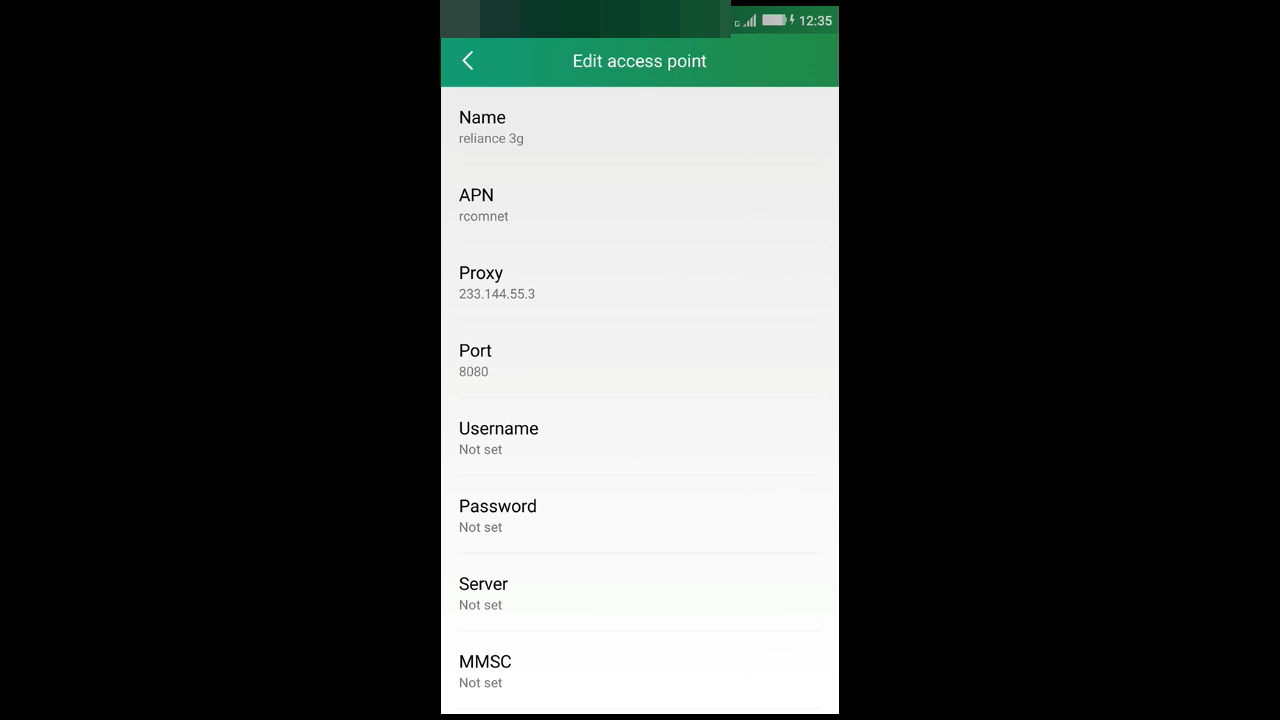 12:35
Edit access point
Name
reliance 3g
APN
rcomnet
Proxy
233.144.55.3
Port
8080
Username
Not set
Password
Not set
Server
Not set
MMSC
Not set